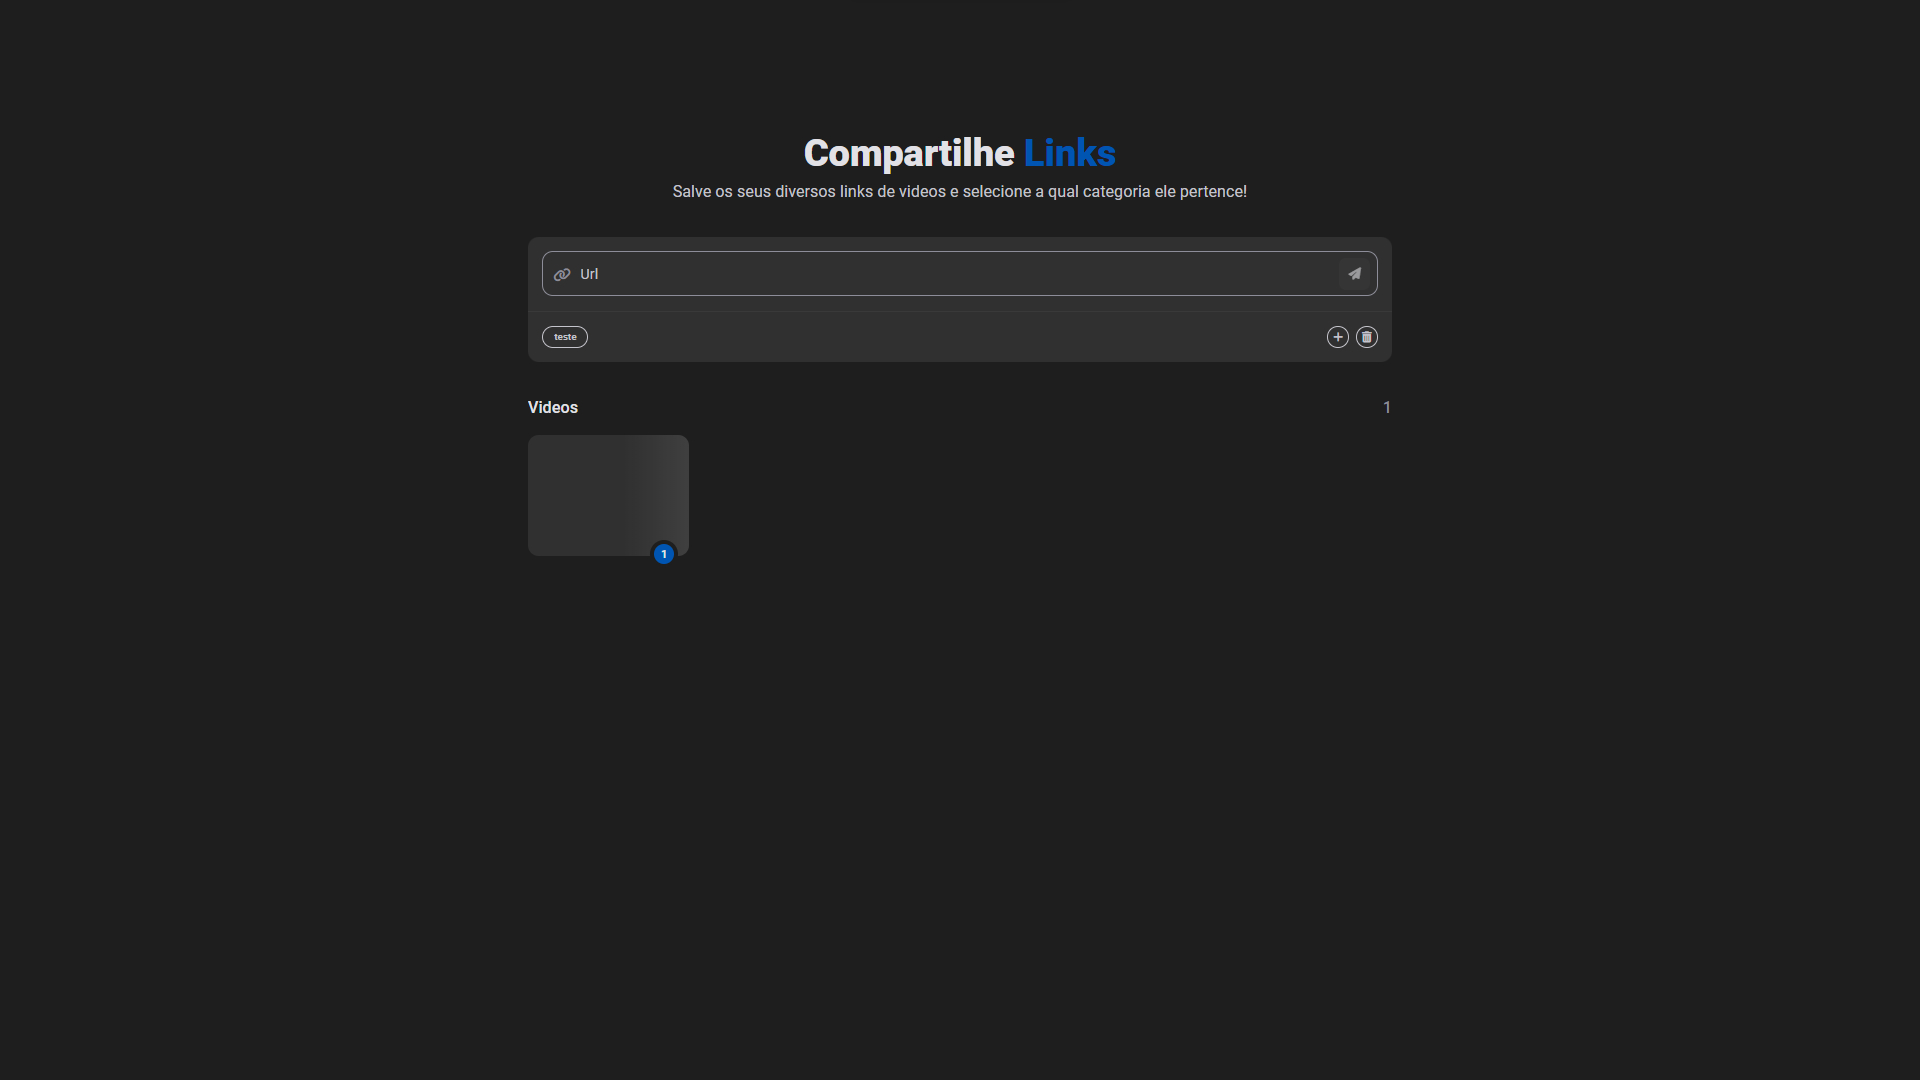 Compartilhe Links
Salve os seus diversos links de videos e selecione a qual categoria ele pertence!
Url
teste
Videos 1
1